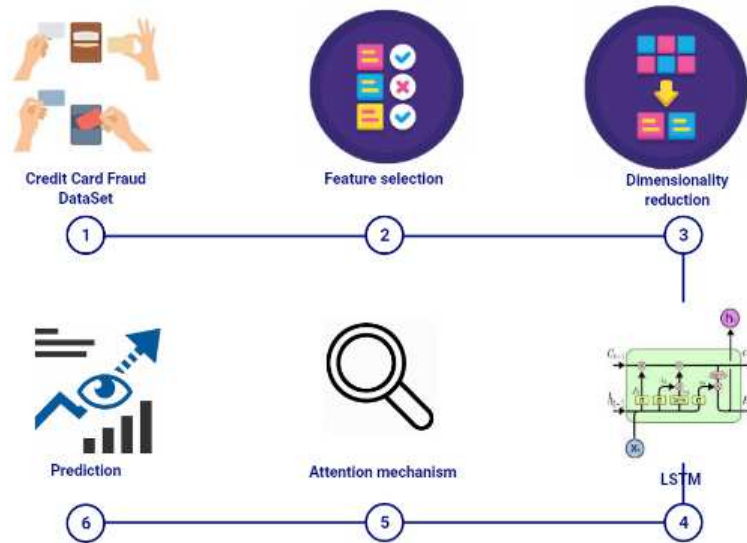 Credit Card Fraud
DataSet
Feature selection
Dimensionality
reduction
1
2
3
Prediction
Attention mechanism
LSTM
6
5
4